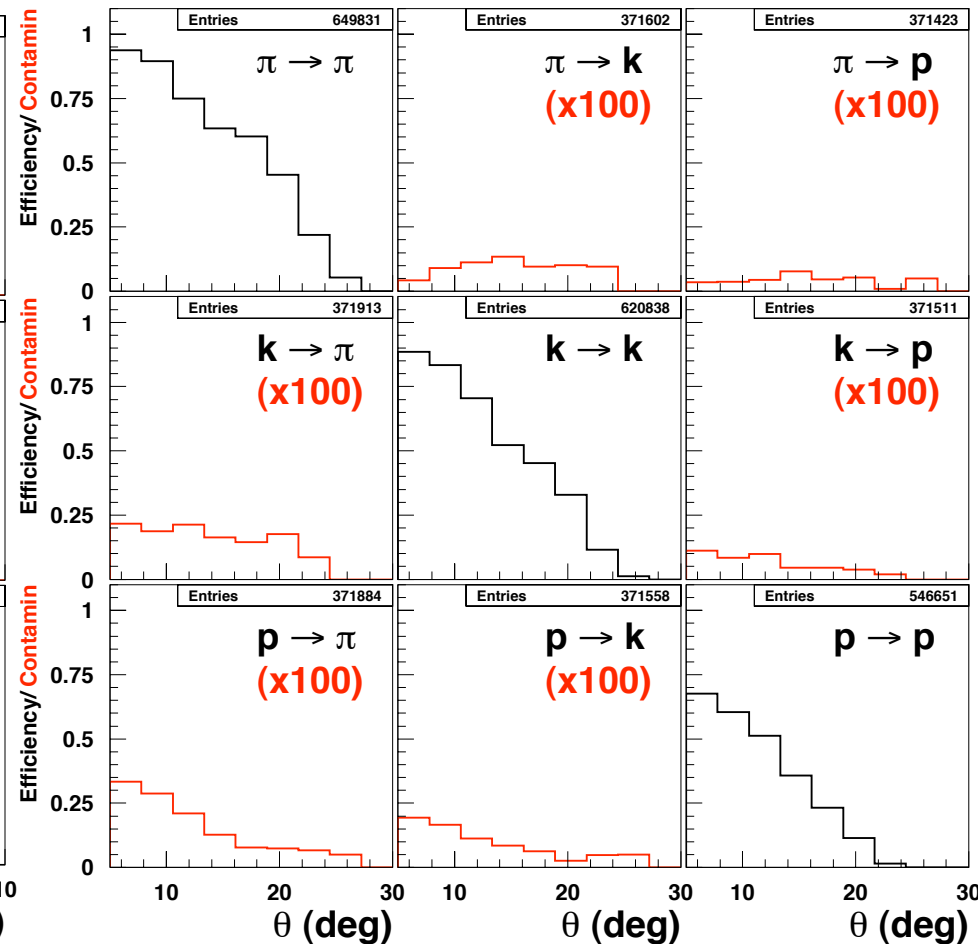 Entries 649831
π → π
Entries 371602
π → k
(x100)
Entries 371423
π → p
(x100)
Efficiency/ Contamin
1
0.75
0.5
0.25
0
Entries 371913
k → π
(x100)
Entries 620838
k → k
Entries 371511
k → p
(x100)
Efficiency/ Contamin
1
0.75
0.5
0.25
0
Entries 371884
p → π
(x100)
Entries 371558
p → k
(x100)
Entries 546651
p → p
Efficiency/ Contamin
1
0.75
0.5
0.25
0
10 20 30 10 20 30 10 20 30
θ (deg) θ (deg) θ (deg)